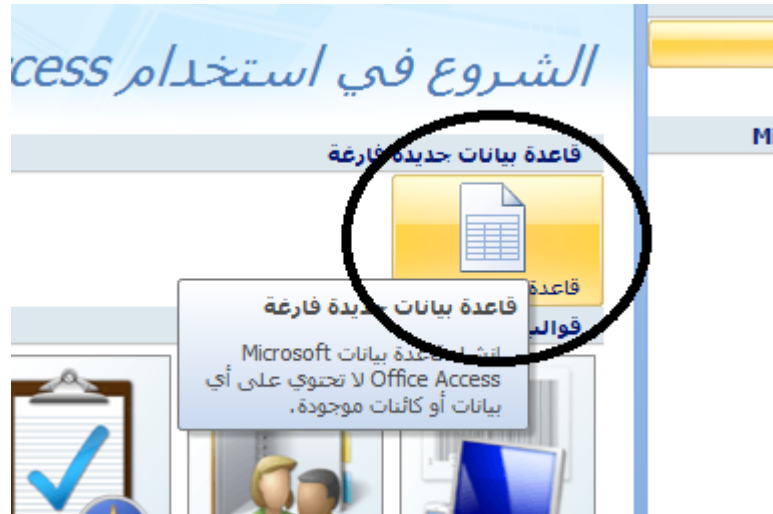 الشروع في استخدام cess
قاعدة بيانات جديدة فارغة
قاعدة
قاعدة بيانات جديدة فارغة
إنشاء قاعدة بيانات Microsoft
Office Access لا تحتوي على أي
بيانات أو كائنات موجودة.